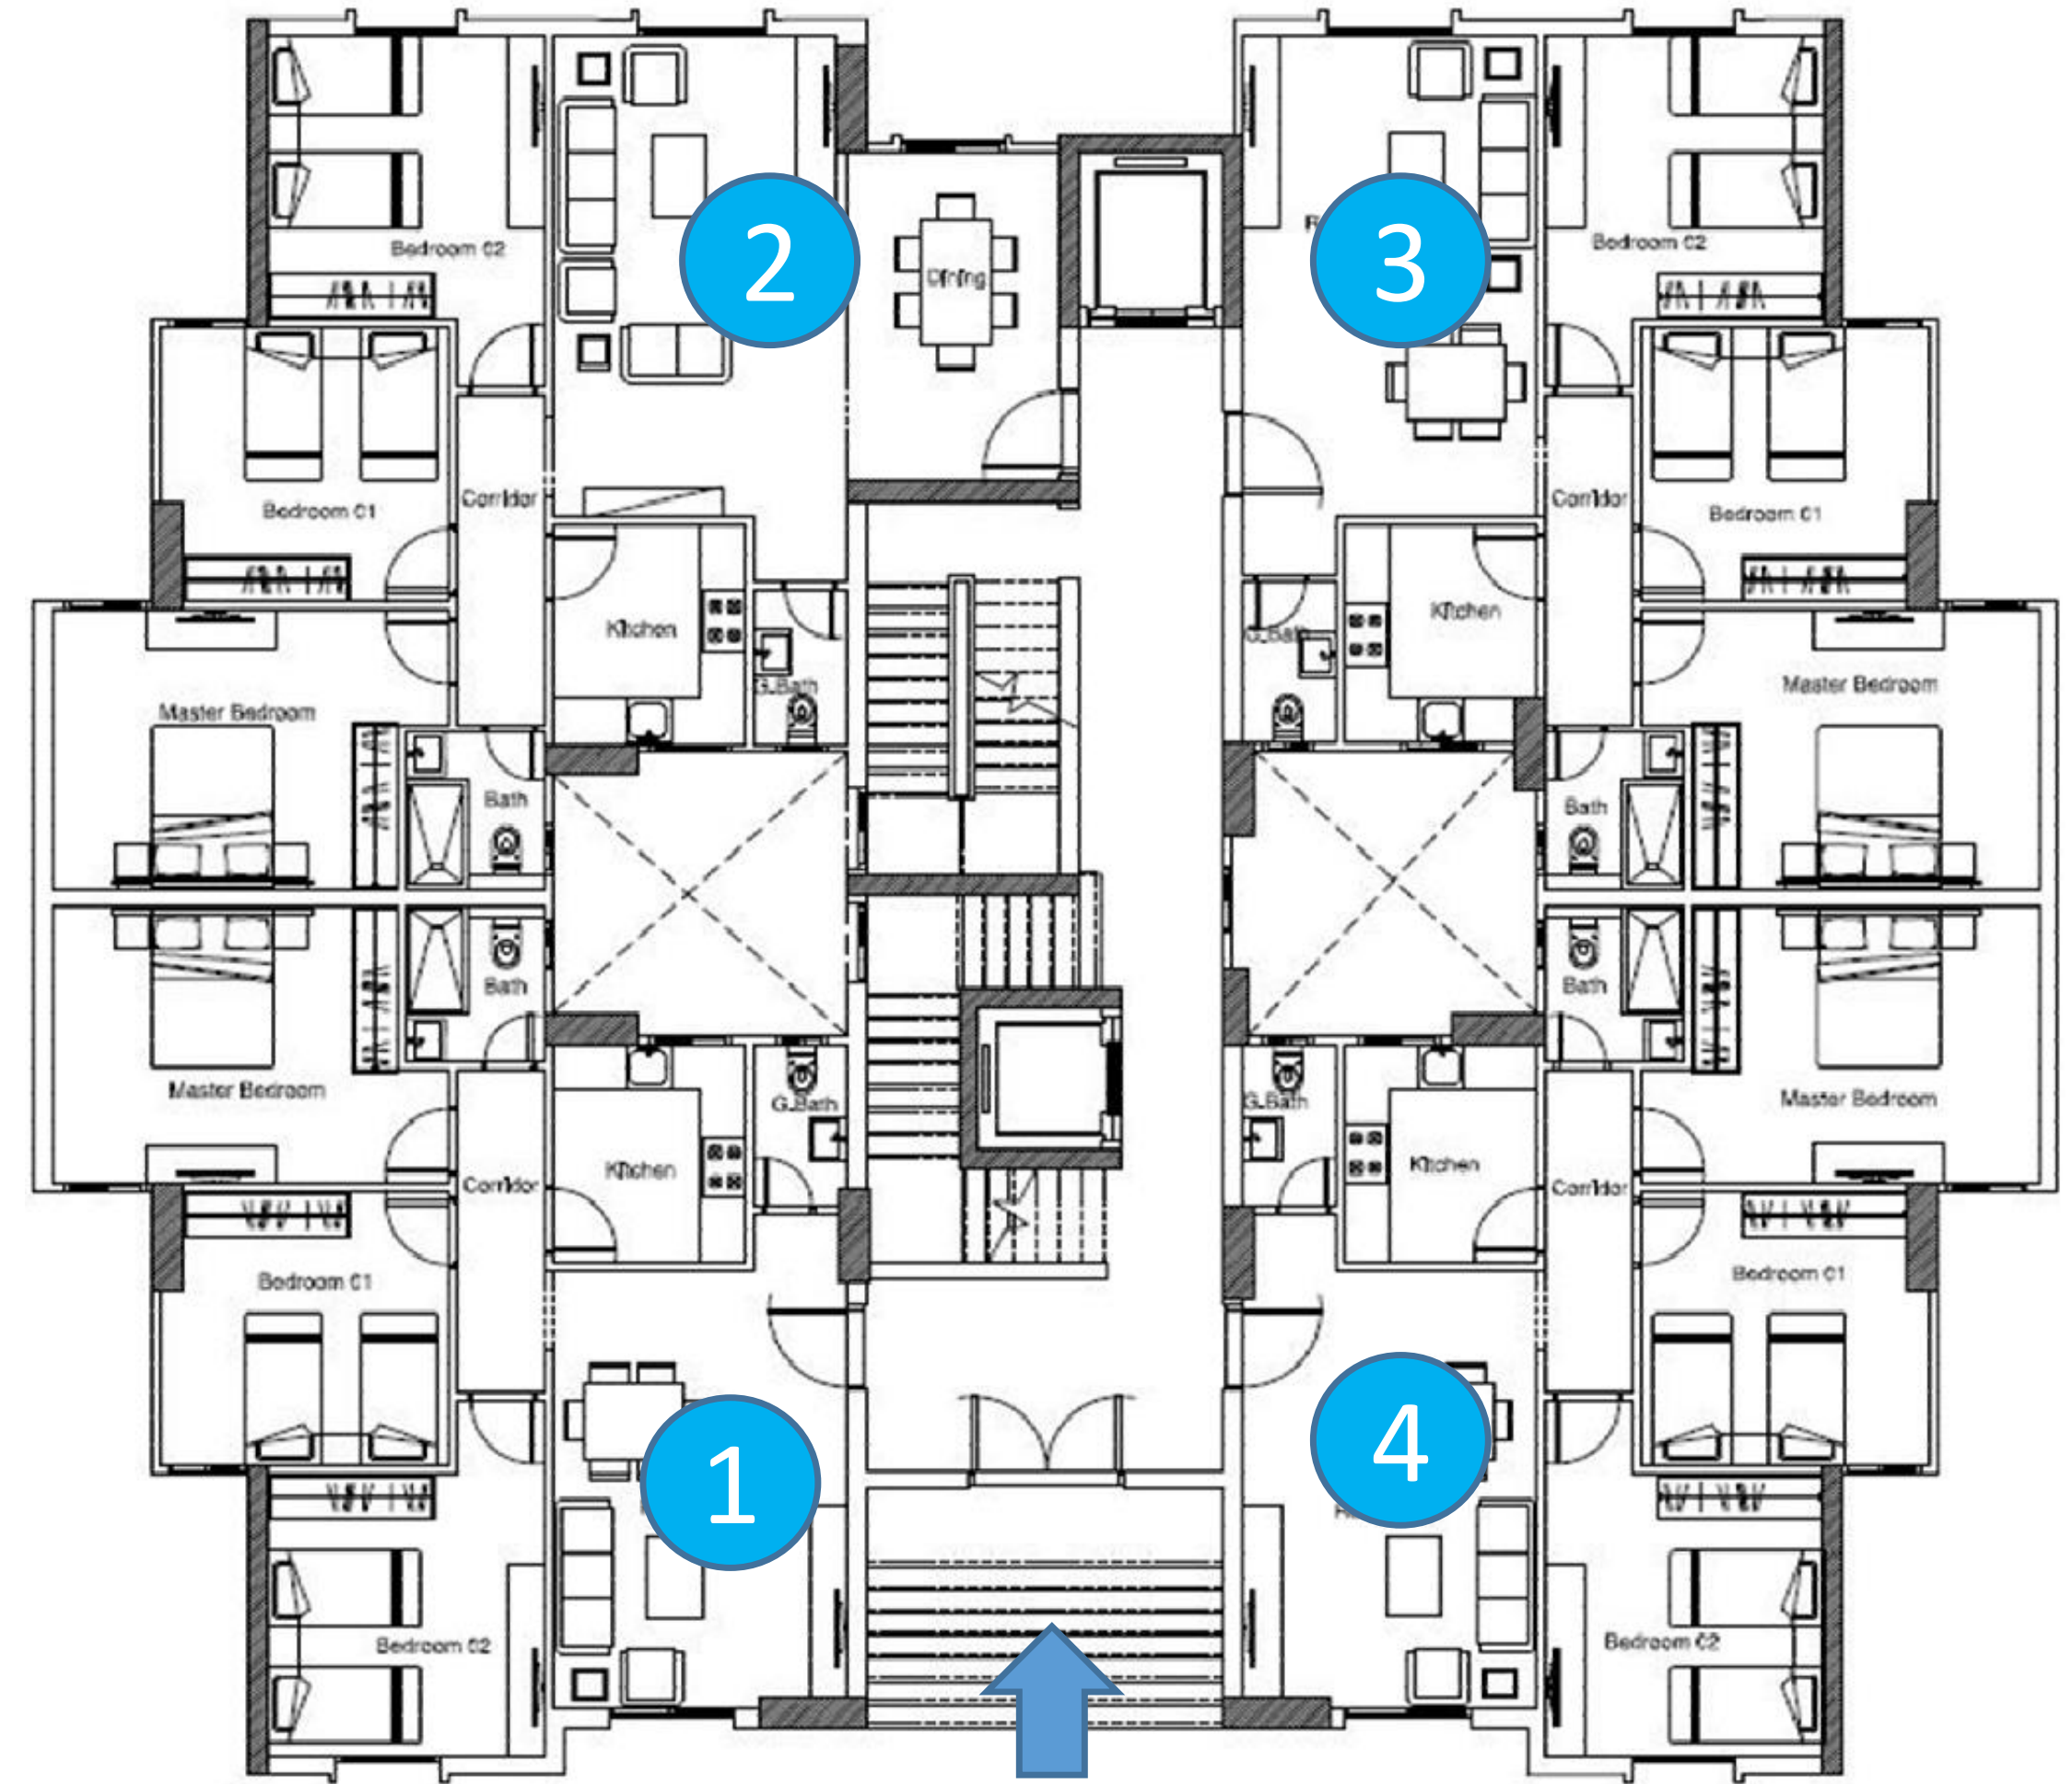 Bedroom 02
Bedroom 02
2
3
Dining
Bedroom 01
Corridor
Corridor
Bedroom 01
Kitchen
Kitchen
G.Bath
G.Bath
Master Bedroom
Master Bedroom
Bath
Bath
Bath
Bath
Master Bedroom
Master Bedroom
G.Bath
G.Bath
Kitchen
Kitchen
Corridor
Corridor
Bedroom 01
Bedroom 01
1
4
Bedroom 02
Bedroom 02